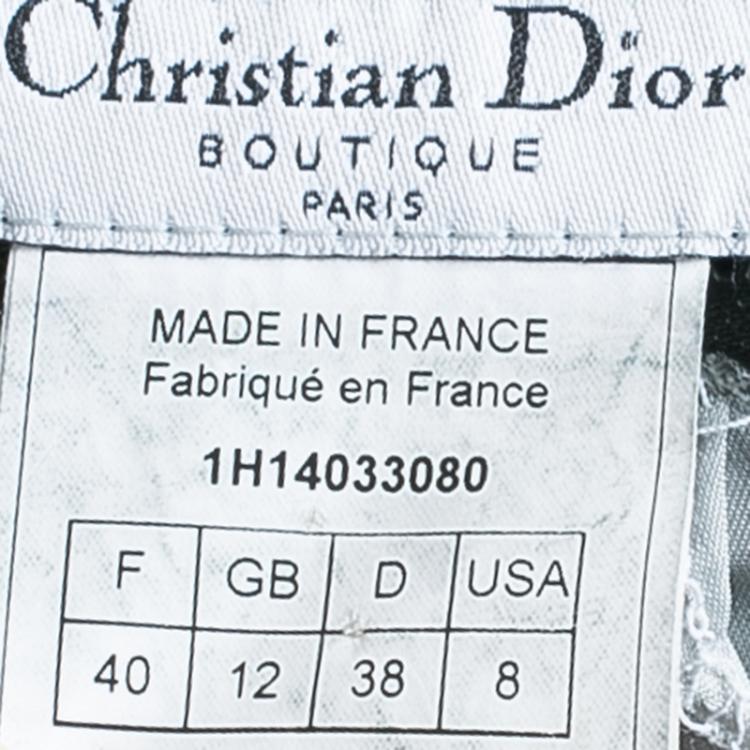 Christian Dior
BOUTIQUE
PARIS
MADE IN FRANCE
Fabriqué en France
1H14033080
F GB D USA
40 12 38 8